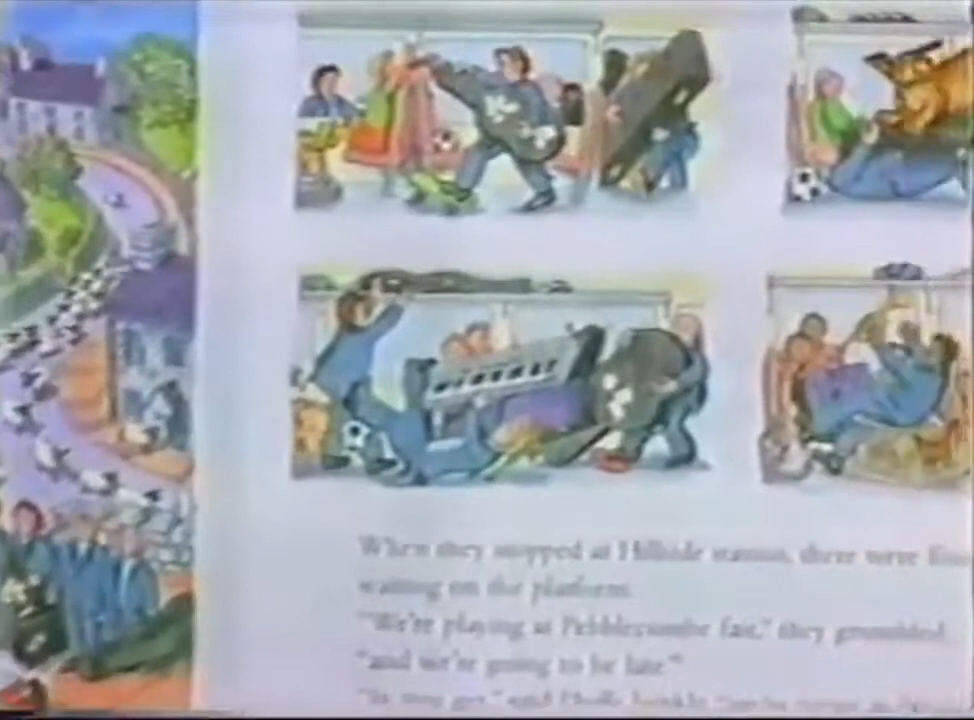 When they stopped at Hillside station, there were
waiting on the platform.
"We're playing at Pebblecombe fair," they grumbled,
"and we're going to be late."
said